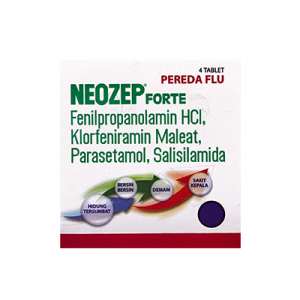 4 TABLET
PEREDA FLU
NEOZEP® FORTE
Fenilpropanolamin HCl,
Klorfeniramin Maleat,
Parasetamol, Salisilamida
HIDUNG
TERSUMBAT
BERSIN
BERSIN
DEMAM
SAKIT
KEPALA